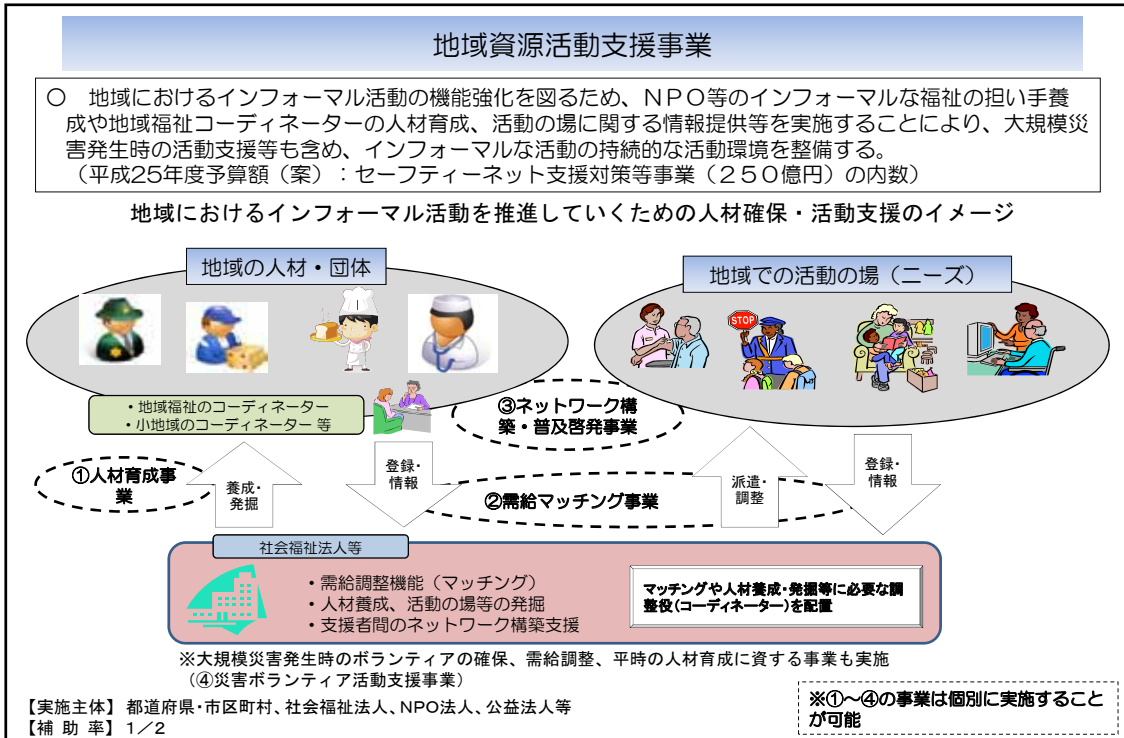 地域資源活動支援事業
○　地域におけるインフォーマル活動の機能強化を図るため、NPO等のインフォーマルな福祉の担い手養
成や地域福祉コーディネーターの人材育成、活動の場に関する情報提供等を実施することにより、大規模災
害発生時の活動支援等も含め、インフォーマルな活動の持続的な活動環境を整備する。
（平成25年度予算額（案）：セーフティーネット支援対策等事業（２５０億円）の内数）
地域におけるインフォーマル活動を推進していくための人材確保・活動支援のイメージ
地域の人材・団体
地域での活動の場（ニーズ）
STOP
・地域福祉のコーディネーター
・小地域のコーディネーター 等
③ネットワーク構
築・普及啓発事業
①人材育成事
業
養成・
発掘
登録・
情報
②需給マッチング事業
派遣・
調整
登録・
情報
社会福祉法人等
・需給調整機能（マッチング）
・人材養成、活動の場等の発掘
・支援者間のネットワーク構築支援
マッチングや人材養成・発掘等に必要な調
整役（コーディネーター）を配置
※大規模災害発生時のボランティアの確保、需給調整、平時の人材育成に資する事業も実施
（④災害ボランティア活動支援事業）
【実施主体】 都道府県・市区町村、社会福祉法人、NPO法人、公益法人等
【補 助 率】 １／２
※①～④の事業は個別に実施すること
が可能